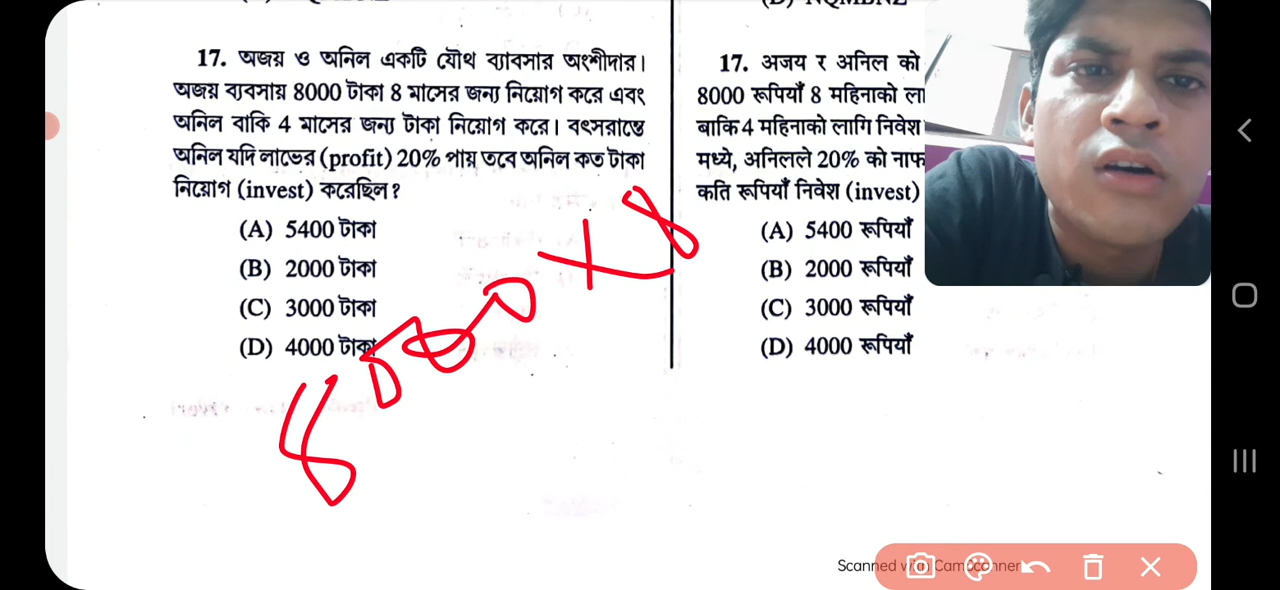 17. অজয় ও অনিল একটি যৌথ ব্যাবসার অংশীদার।
অজয় ব্যবসায় 8000 টাকা 8 মাসের জন্য নিয়োগ করে এবং
অনিল বাকি 4 মাসের জন্য টাকা নিয়োগ করে। বৎসরান্তে
অনিল যদি লাভের (profit) 20% পায় তবে অনিল কত টাকা
নিয়োগ (invest) করেছিল?
(A) 5400 টাকা
(B) 2000 টাকা
(C) 3000 টাকা
(D) 4000 টাকা
17. अजय र अनिल को
8000 रूपियाँ 8 महिनाको ला
बाकि 4 महिनाको लागि निवेश
मध्ये, अनिलले 20% को नाफ
कति रूपियाँ निवेश (invest)
(A) 5400 रूपियाँ
(B) 2000 रूपियाँ
(C) 3000 रूपियाँ
(D) 4000 रूपियाँ
8000 x 8
Scanned with CamScanner